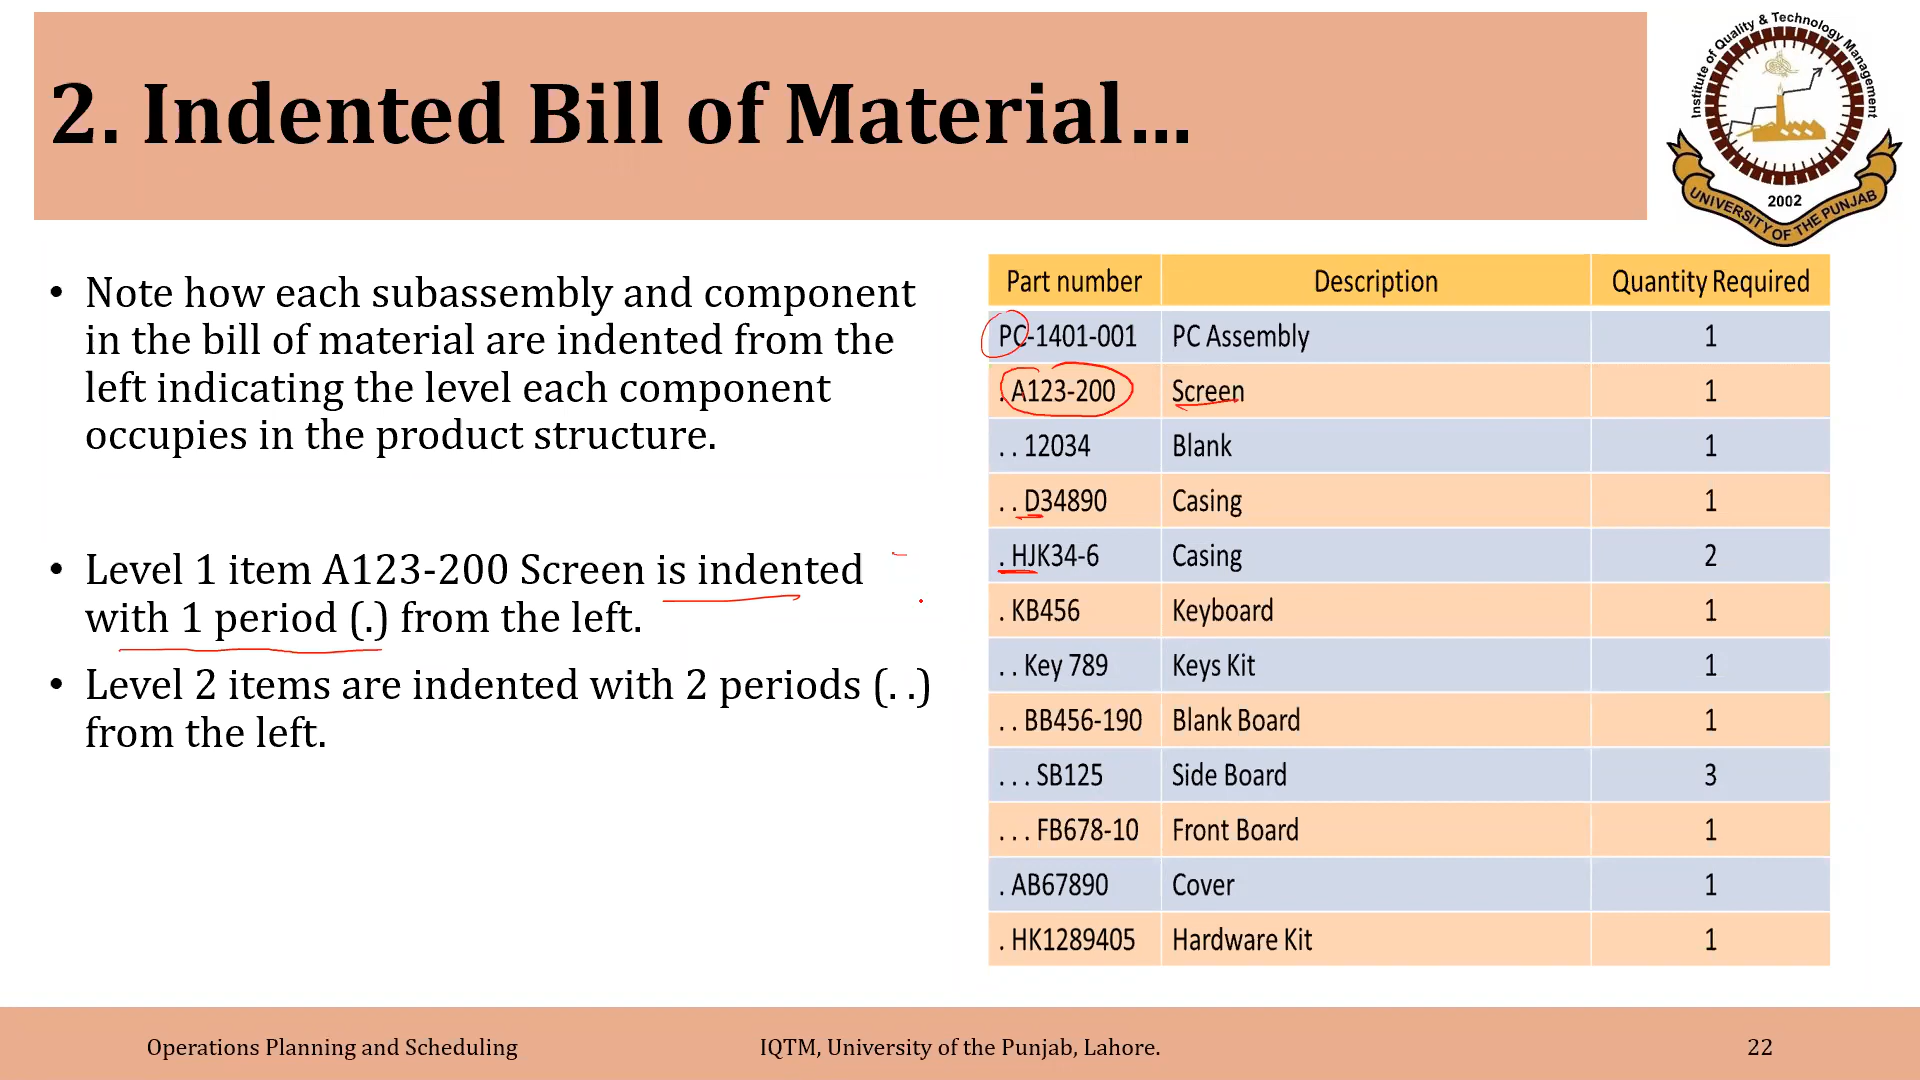 2. Indented Bill of Material...
Institute of Quality & Technology Management
2002
UNIVERSITY OF THE PUNJAB
• Note how each subassembly and component
in the bill of material are indented from the
left indicating the level each component
occupies in the product structure.
• Level 1 item A123-200 Screen is indented
with 1 period (.) from the left.
• Level 2 items are indented with 2 periods (. .)
from the left.
Part number Description Quantity Required
PC-1401-001 PC Assembly 1
. A123-200 Screen 1
. . 12034 Blank 1
. . D34890 Casing 1
. HJK34-6 Casing 2
. KB456 Keyboard 1
. . Key 789 Keys Kit 1
. . BB456-190 Blank Board 1
. . . SB125 Side Board 3
. . . FB678-10 Front Board 1
. AB67890 Cover 1
. HK1289405 Hardware Kit 1
Operations Planning and Scheduling IQTM, University of the Punjab, Lahore. 22